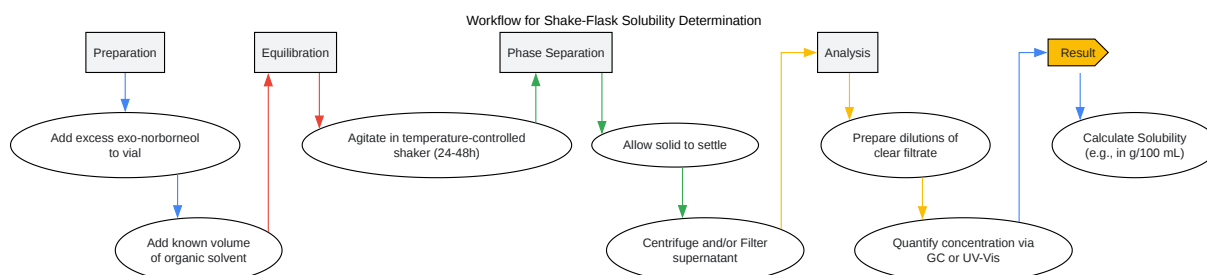 Workflow for Shake-Flask Solubility Determination
Preparation
Equilibration
Phase Separation
Analysis
Result
Add excess exo-norborneol
to vial
Agitate in temperature-controlled
shaker (24-48h)
Allow solid to settle
Prepare dilutions of
clear filtrate
Calculate Solubility
(e.g., in g/100 mL)
Add known volume
of organic solvent
Centrifuge and/or Filter
supernatant
Quantify concentration via
GC or UV-Vis